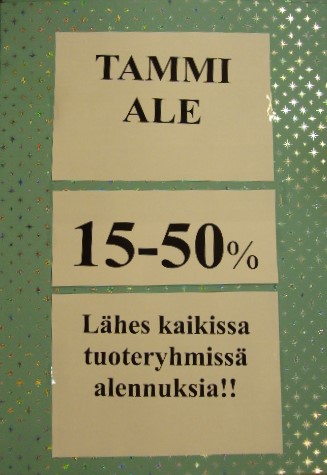 TAMMI
ALE
15-50%
Lähes kaikissa
tuoteryhmissä
alennuksia!!